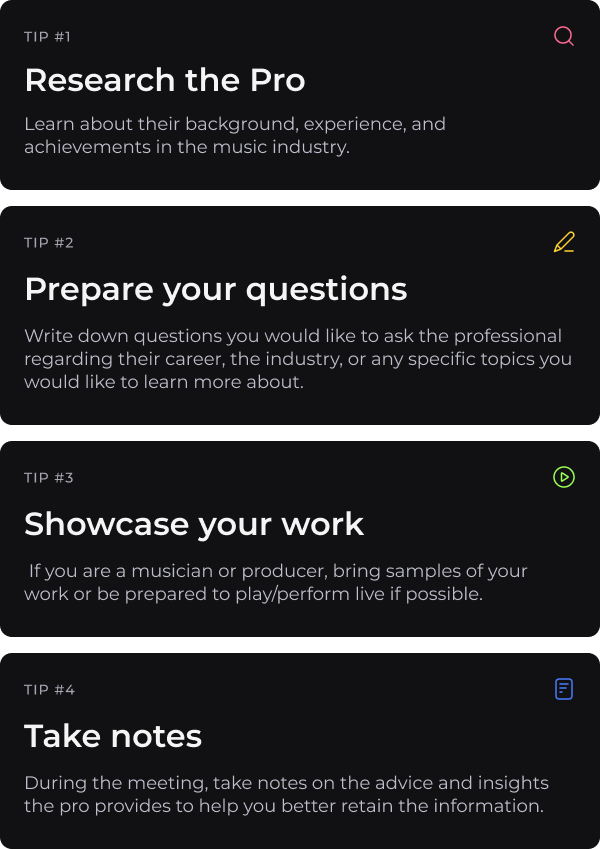 TIP #1
Research the Pro
Learn about their background, experience, and
achievements in the music industry.
TIP #2
Prepare your questions
Write down questions you would like to ask the professional
regarding their career, the industry, or any specific topics you
would like to learn more about.
TIP #3
Showcase your work
If you are a musician or producer, bring samples of your
work or be prepared to play/perform live if possible.
TIP #4
Take notes
During the meeting, take notes on the advice and insights
the pro provides to help you better retain the information.